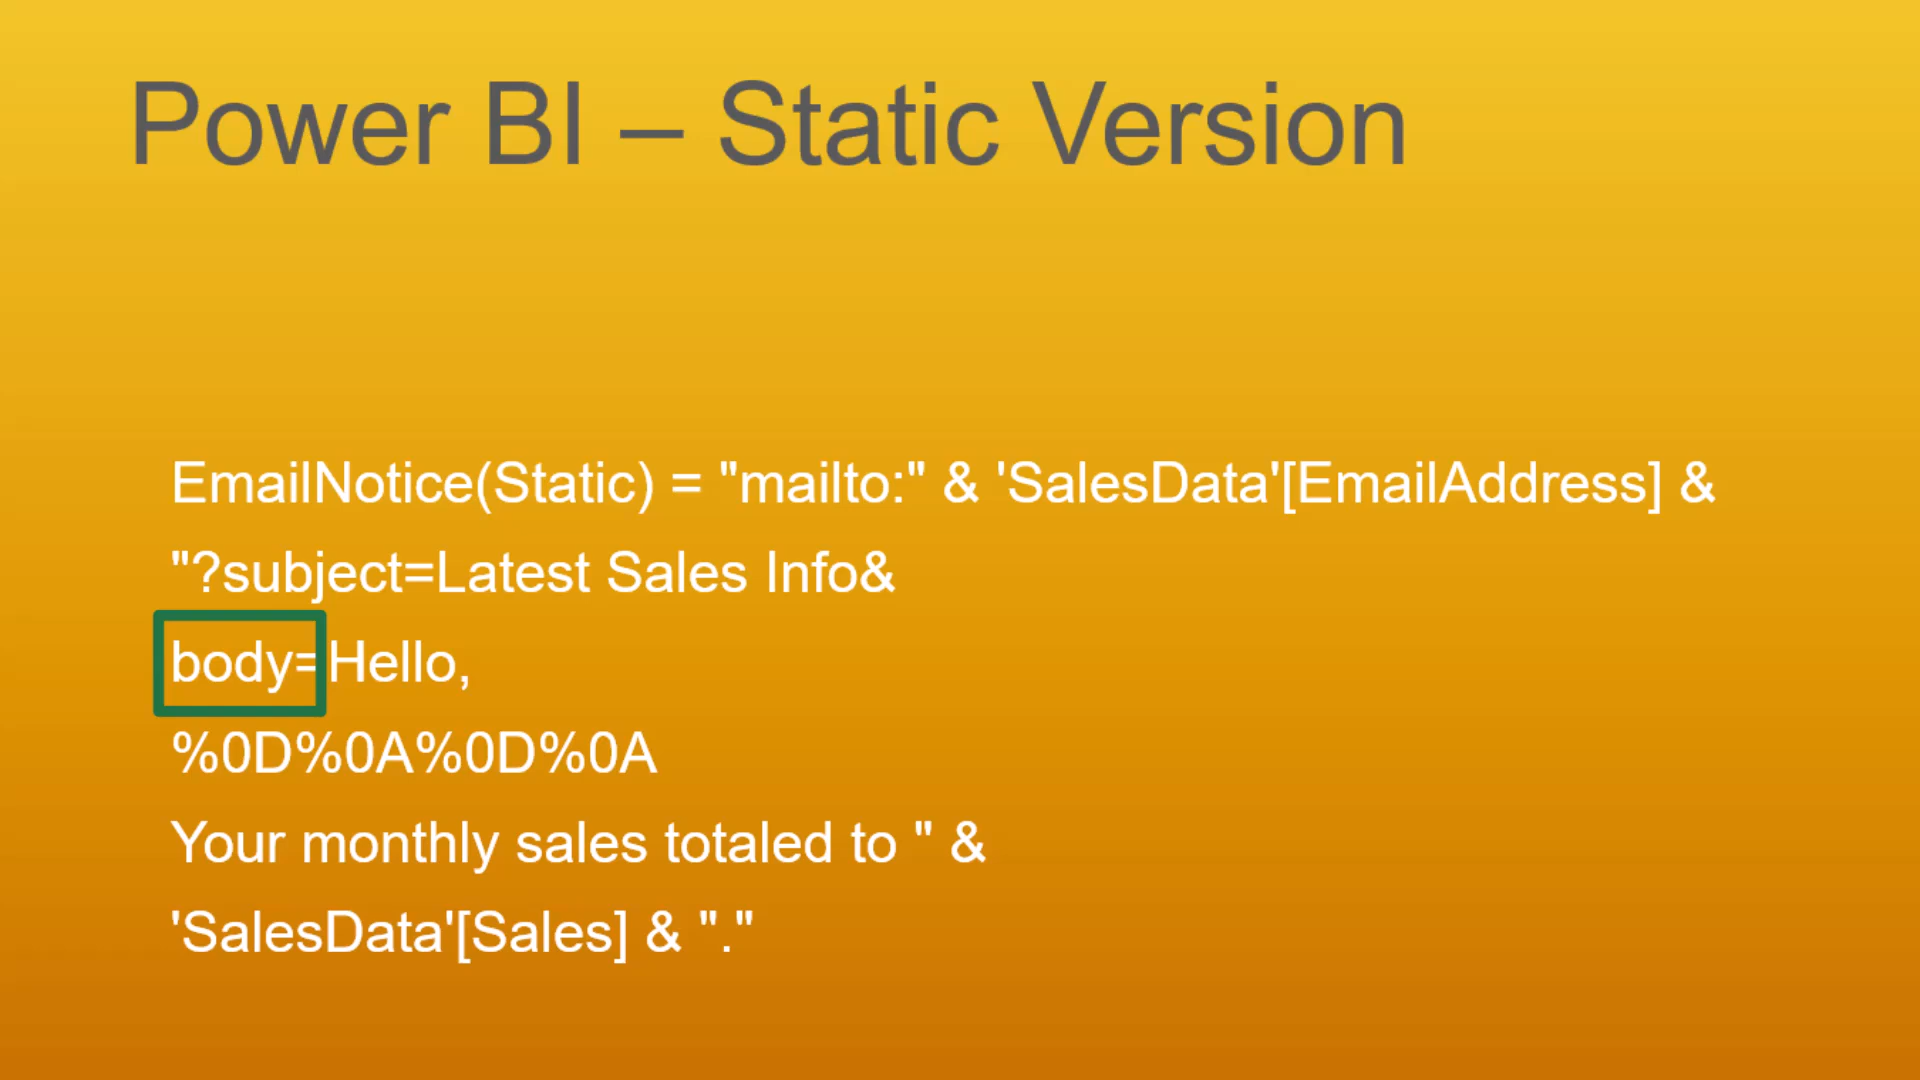 Power BI – Static Version
EmailNotice(Static) = "mailto:" & 'SalesData'[EmailAddress] &
"?subject=Latest Sales Info&
body=Hello,
%0D%0A%0D%0A
Your monthly sales totaled to " &
'SalesData'[Sales] & "."